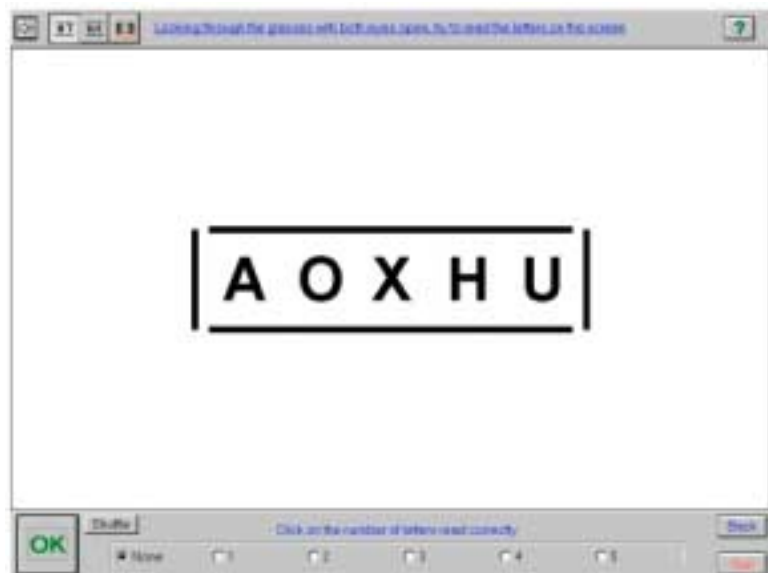 Looking through the glasses with both eyes open, try to read the letters on the screen
?
A O X H U
Shuffle
Click on the number of letters read correctly
Back
OK
None 1 2 3 4 5